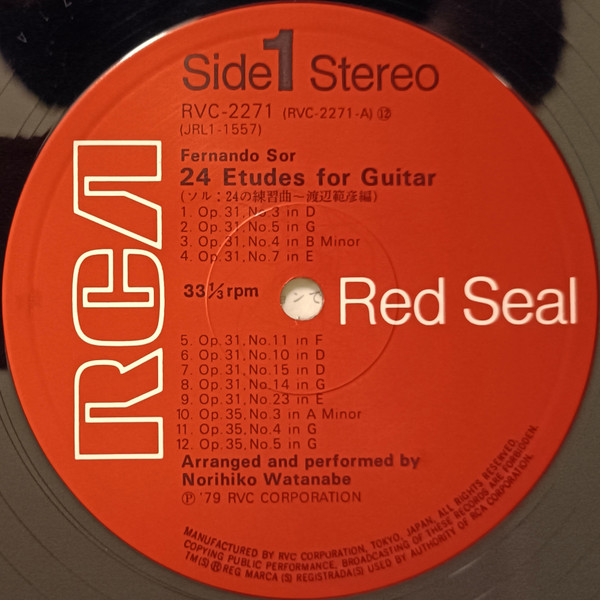 Side 1 Stereo
RVC-2271 (RVC-2271-A) ⑫
(JRL1-1557)
Fernando Sor
24 Etudes for Guitar
(ソル：24の練習曲〜渡辺範彦編)
1. Op.31, No.3 in D
2. Op.31, No.5 in G
3. Op.31, No.4 in B Minor
4. Op.31, No.7 in E
33⅓ rpm
Red Seal
RCA
5. Op.31, No.11 in F
6. Op.31, No.10 in D
7. Op.31, No.15 in D
8. Op.31, No.14 in G
9. Op.31, No.23 in E
10. Op.35, No.3 in A Minor
11. Op.35, No.4 in G
12. Op.35, No.5 in G
Arranged and performed by
Norihiko Watanabe
Ⓟ '79 RVC CORPORATION
MANUFACTURED BY RVC CORPORATION, TOKYO, JAPAN, ALL RIGHTS RESERVED.
COPYING PUBLIC PERFORMANCE, BROADCASTING OF THESE RECORDS ARE FORBIDDEN.
TM(S) ® REG. MARCA(S) REGISTRADA(S) USED BY AUTHORITY OF RCA CORPORATION.